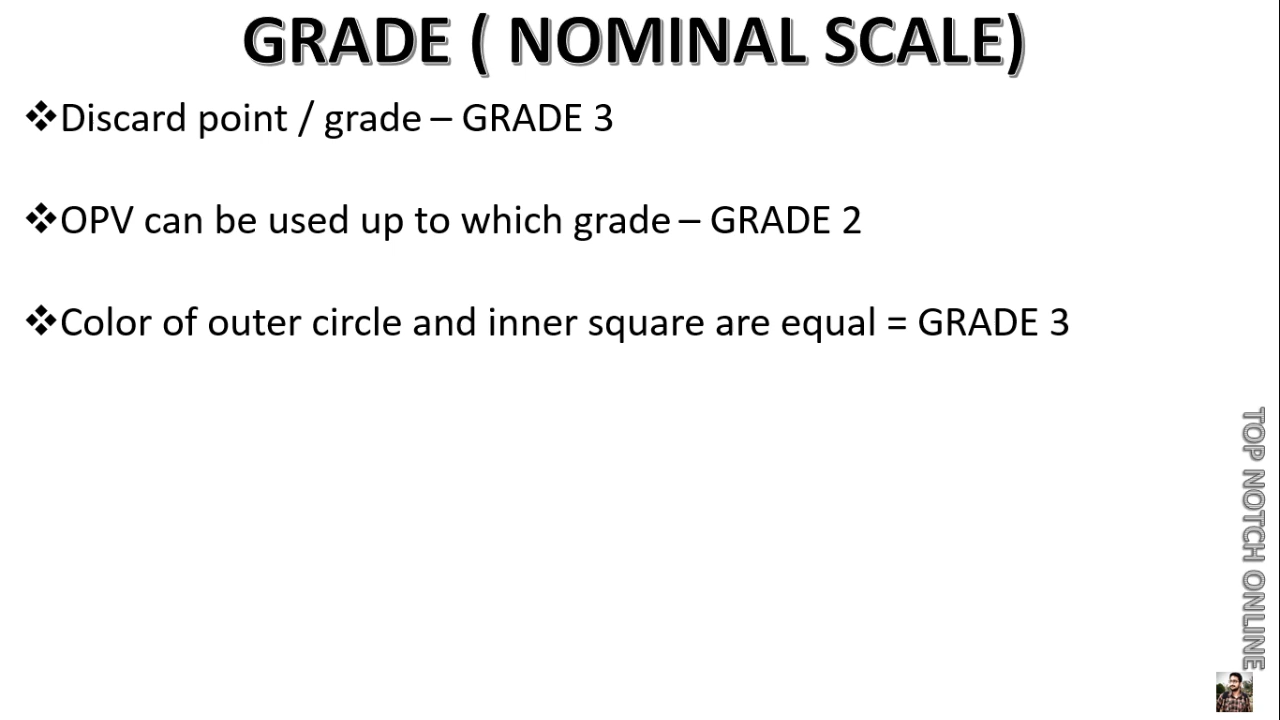 GRADE ( NOMINAL SCALE)
❖Discard point / grade – GRADE 3
❖OPV can be used up to which grade – GRADE 2
❖Color of outer circle and inner square are equal = GRADE 3
TOP NOTCH ONLINE